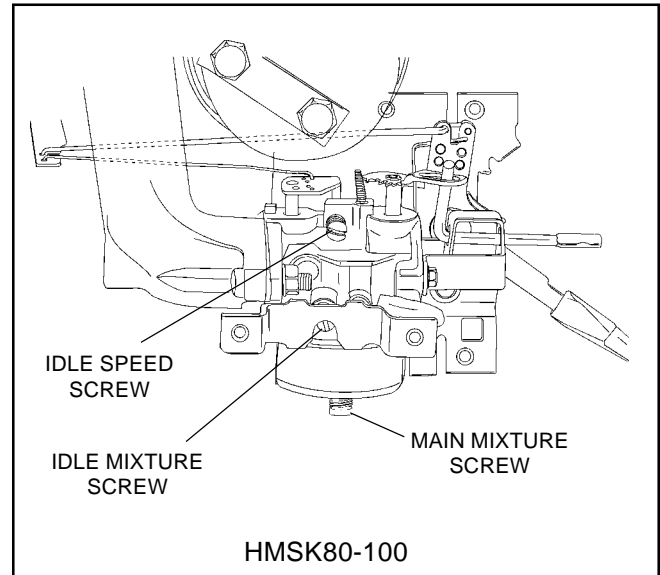 IDLE SPEED
SCREW
IDLE MIXTURE
SCREW
MAIN MIXTURE
SCREW
HMSK80-100